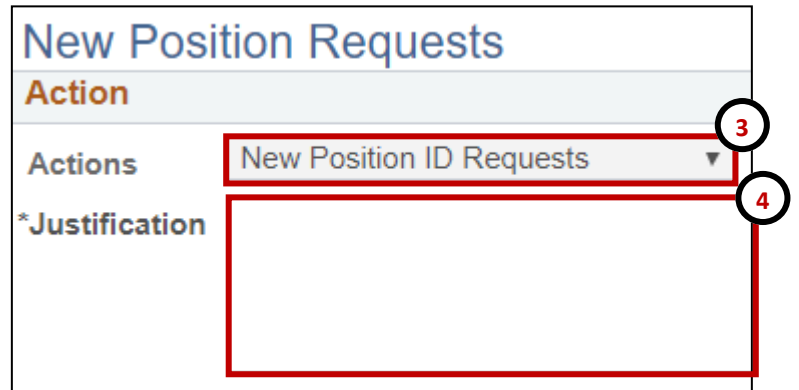 New Position Requests
Action
3
Actions New Position ID Requests ▼
4
*Justification